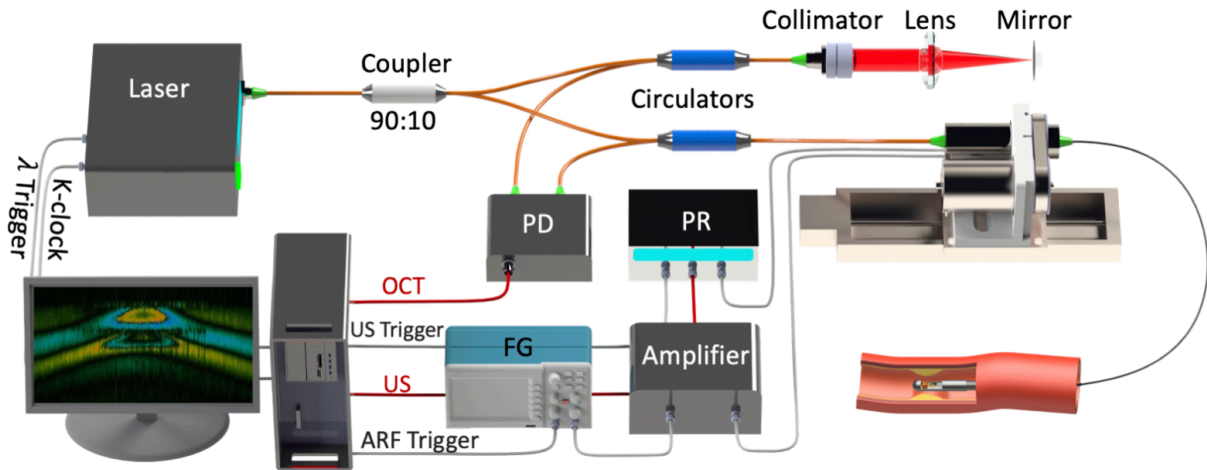 Collimator Lens Mirror
Laser
Coupler
90:10
Circulators
λ Trigger
K-clock
PD
PR
OCT
US Trigger
FG
Amplifier
US
ARF Trigger